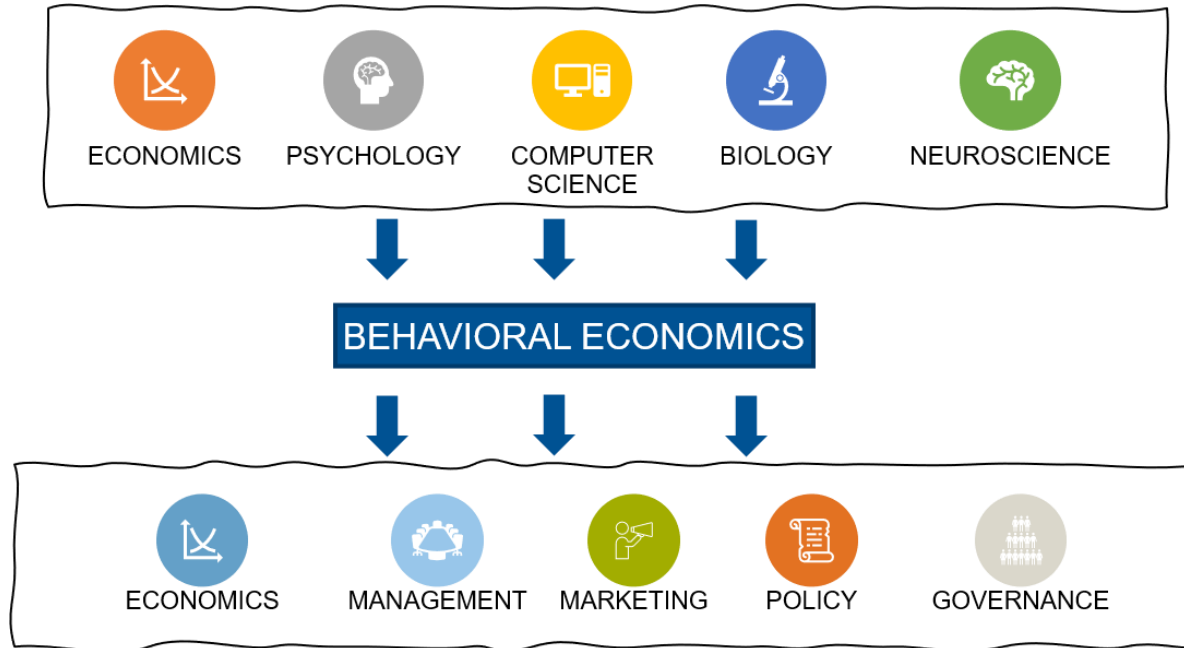 ECONOMICS
PSYCHOLOGY
COMPUTER
SCIENCE
BIOLOGY
NEUROSCIENCE
BEHAVIORAL ECONOMICS
ECONOMICS
MANAGEMENT
MARKETING
POLICY
GOVERNANCE